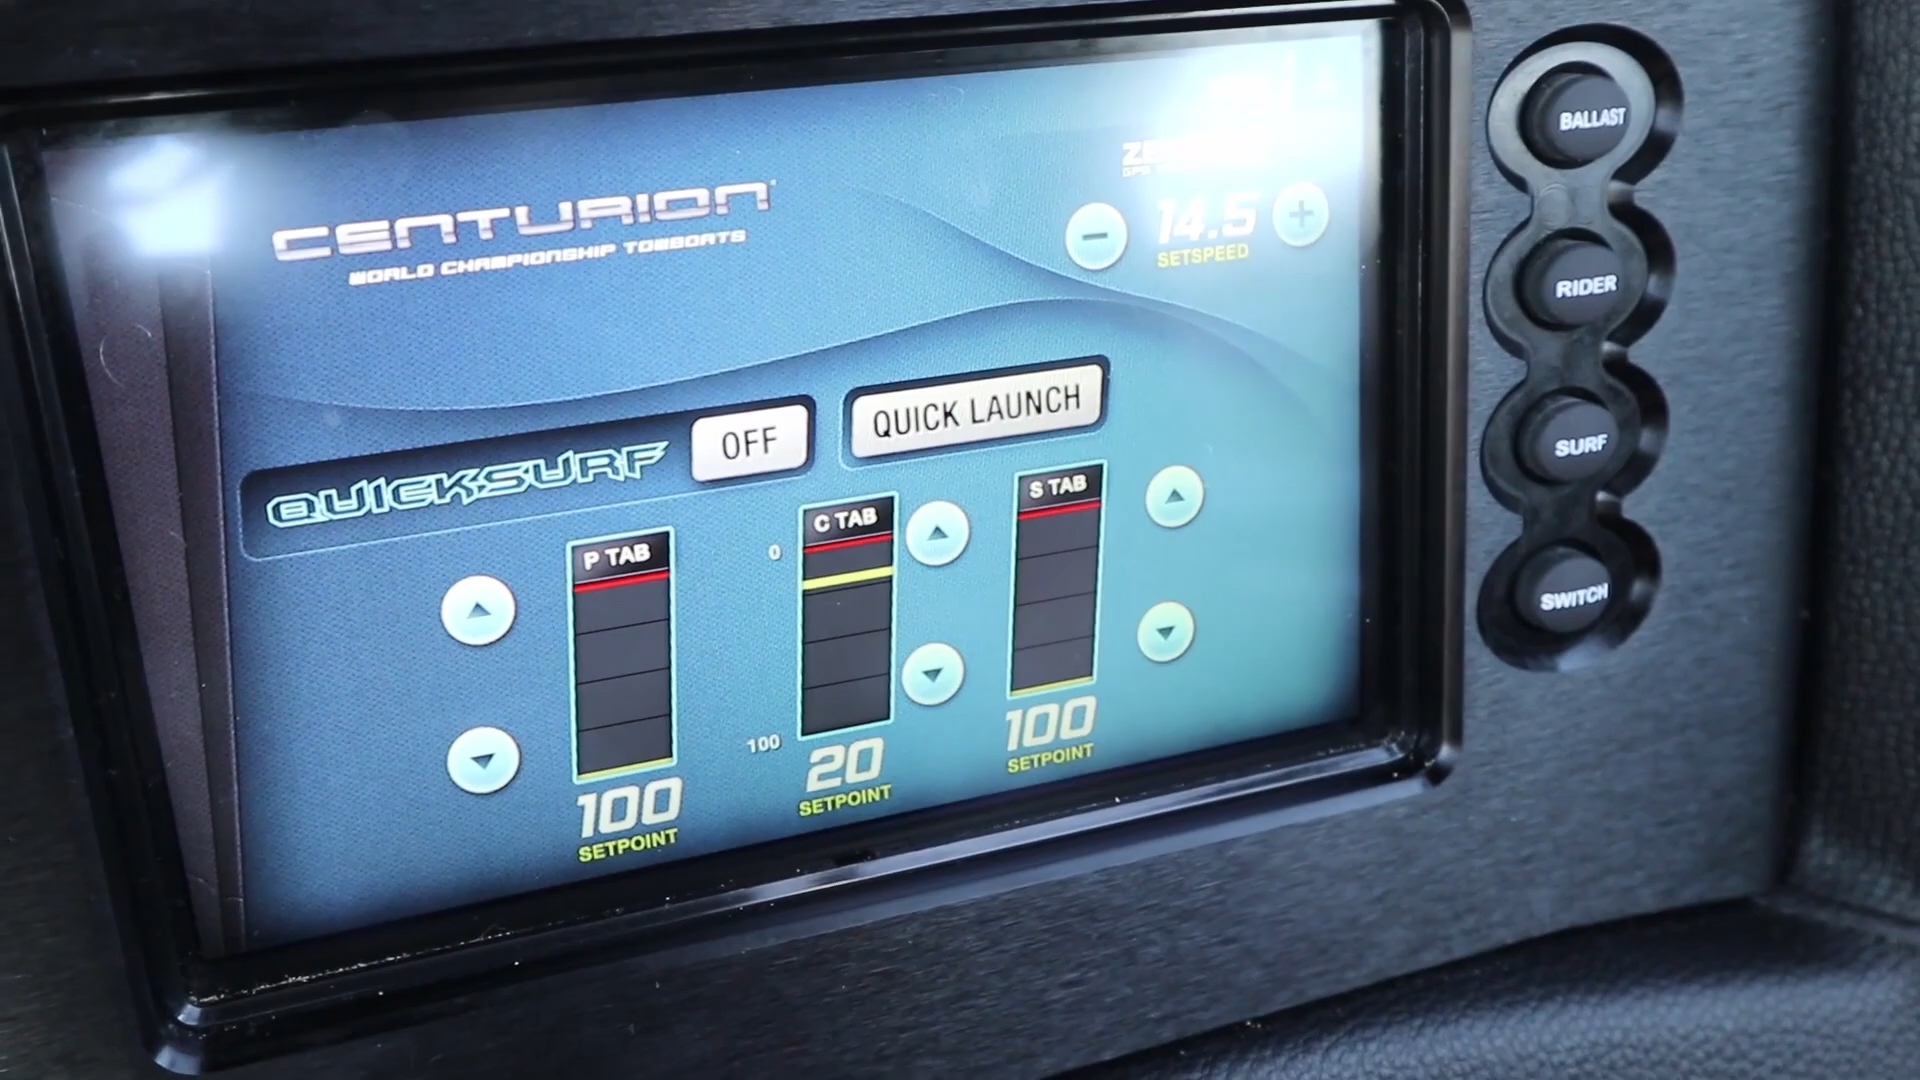 CENTURION
WORLD CHAMPIONSHIP TOWBOATS
14.5
SETSPEED
QUICKSURF
OFF
QUICK LAUNCH
P TAB
100
SETPOINT
C TAB
0
100
20
SETPOINT
S TAB
100
SETPOINT
BALLAST
RIDER
SURF
SWITCH